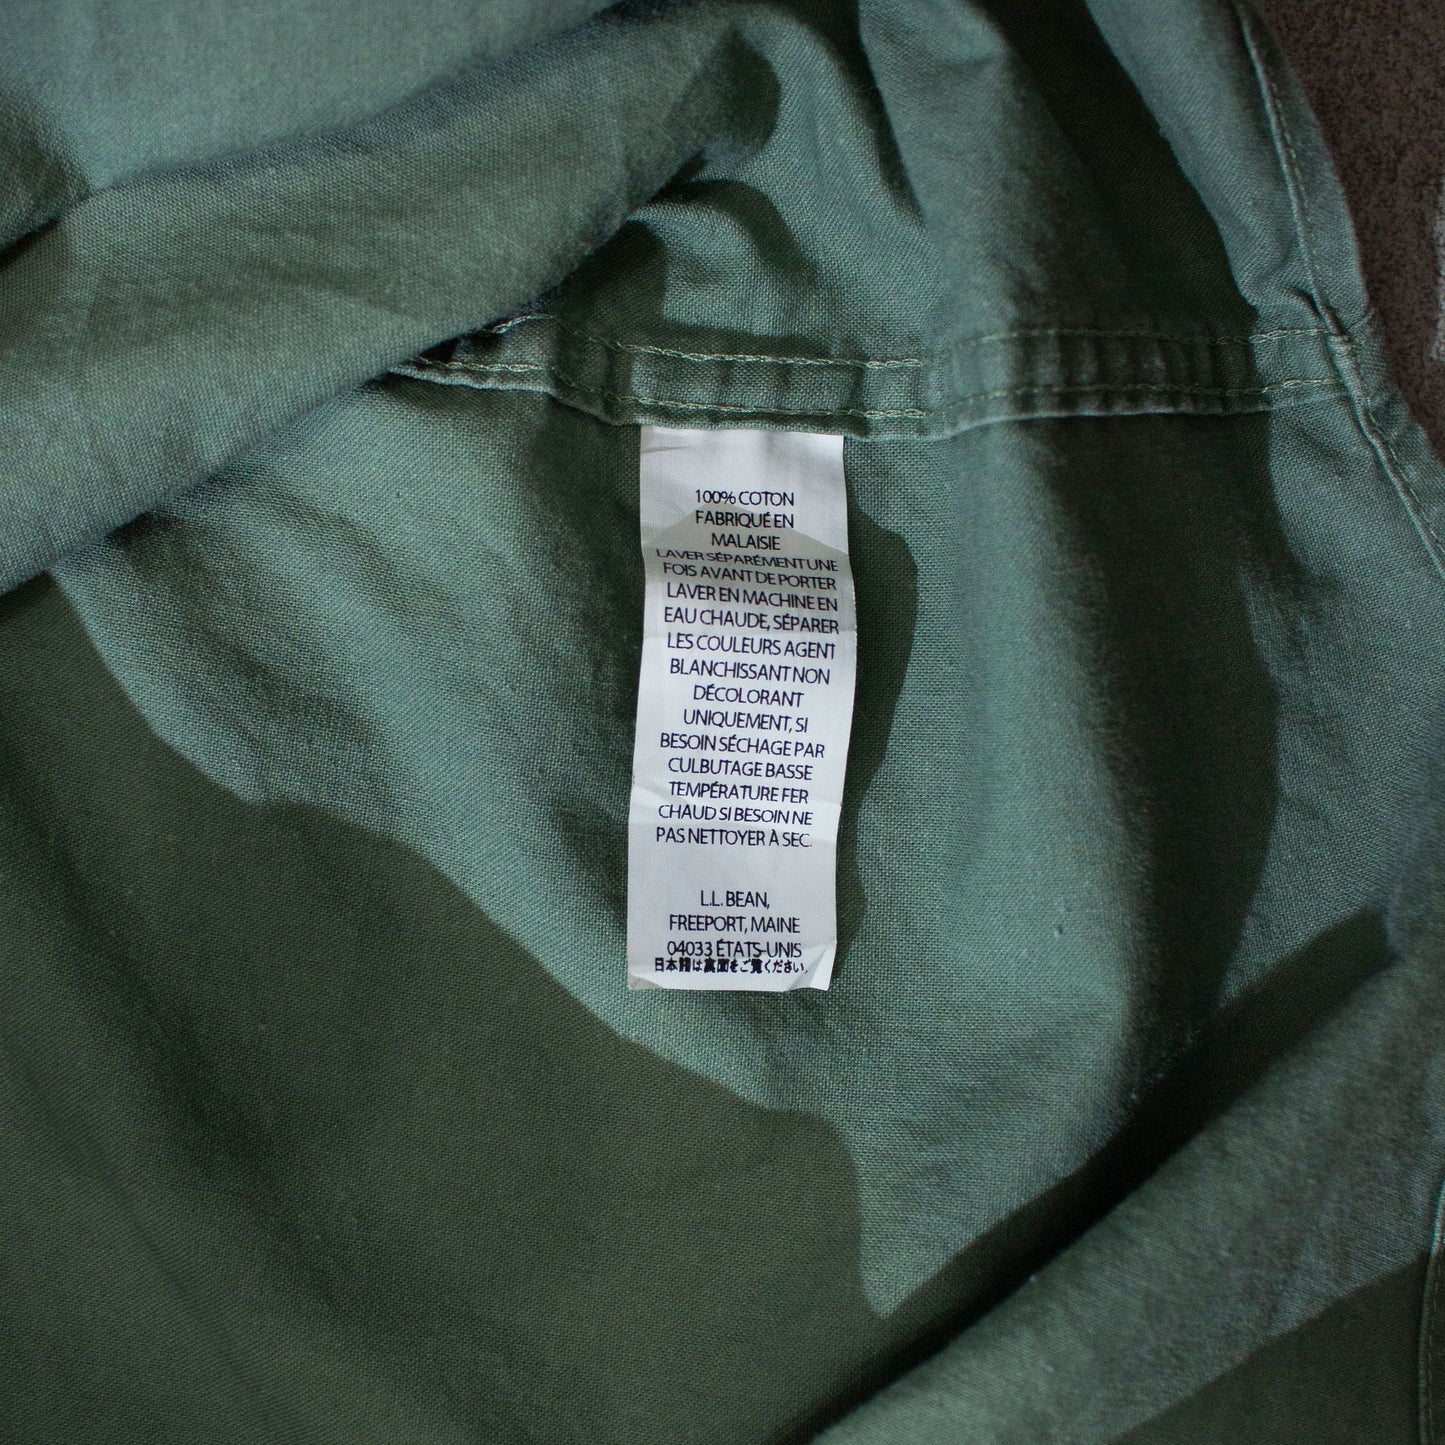 100% COTON
FABRIQUÉ EN
MALAISIE
LAVER SÉPARÉMENT UNE
FOIS AVANT DE PORTER
LAVER EN MACHINE EN
EAU CHAUDE, SÉPARER
LES COULEURS AGENT
BLANCHISSANT NON
DÉCOLORANT
UNIQUEMENT, SI
BESOIN SÉCHAGE PAR
CULBUTAGE BASSE
TEMPÉRATURE FER
CHAUD SI BESOIN NE
PAS NETTOYER À SEC.
L.L. BEAN,
FREEPORT, MAINE
04033 ÉTATS-UNIS
日本語は裏面をご覧ください。